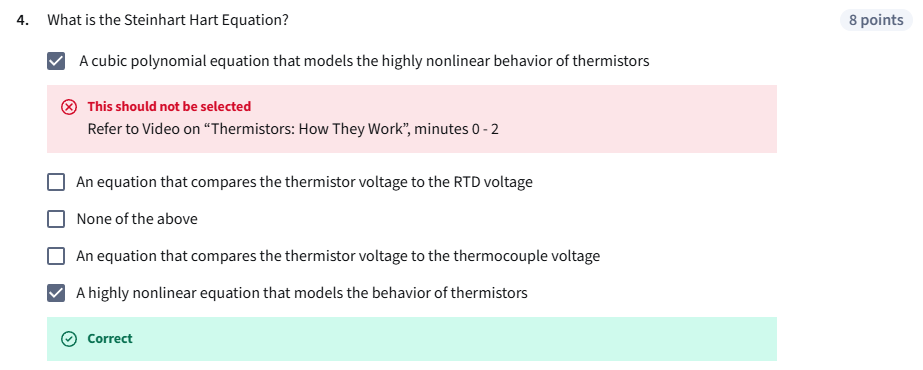 4. What is the Steinhart Hart Equation?
8 points
A cubic polynomial equation that models the highly nonlinear behavior of thermistors
This should not be selected
Refer to Video on “Thermistors: How They Work”, minutes 0 - 2
An equation that compares the thermistor voltage to the RTD voltage
None of the above
An equation that compares the thermistor voltage to the thermocouple voltage
A highly nonlinear equation that models the behavior of thermistors
Correct